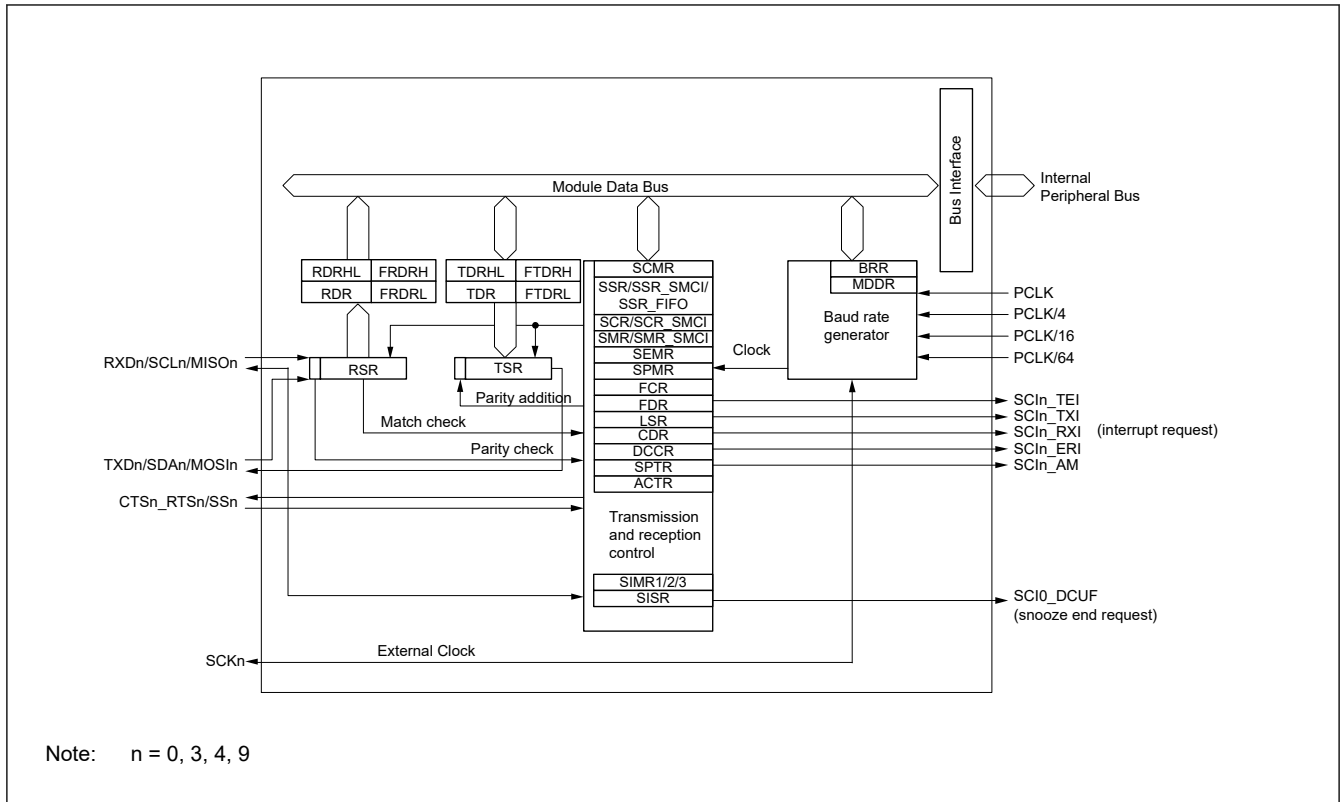 Bus Interface
Module Data Bus
Internal
Peripheral Bus
RDRHL FRDRH
RDR FRDRL
TDRHL FTDRH
TDR FTDRL
SCMR
SSR/SSR_SMCI/
SSR_FIFO
SCR/SCR_SMCI
SMR/SMR_SMCI
SEMR
SPMR
FCR
FDR
LSR
CDR
DCCR
SPTR
ACTR
Transmission
and reception
control
SIMR1/2/3
SISR
BRR
MDDR
Baud rate
generator
Clock
PCLK
PCLK/4
PCLK/16
PCLK/64
RXDn/SCLn/MISOn
RSR
TSR
Parity addition
Match check
Parity check
TXDn/SDAn/MOSIn
CTSn_RTSn/SSn
SCIn_TEI
SCIn_TXI
SCIn_RXI (interrupt request)
SCIn_ERI
SCIn_AM
SCI0_DCUF
(snooze end request)
SCKn
External Clock
Note: n = 0, 3, 4, 9